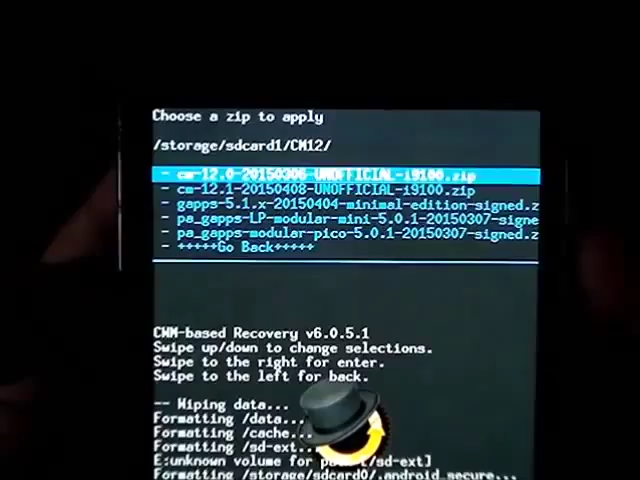 Choose a zip to apply
/storage/sdcard1/CM12/
- cm-12.0-20150306-UNOFFICIAL-i9100.zip
- cm-12.1-20150408-UNOFFICIAL-i9100.zip
- gapps-5.1.x-20150404-minimal-edition-signed.z
- pa_gapps-LP-modular-mini-5.0.1-20150307-signe
- pa_gapps-modular-pico-5.0.1-20150307-signed.z
- +++++Go Back+++++
CWM-based Recovery v6.0.5.1
Swipe up/down to change selections.
Swipe to the right for enter.
Swipe to the left for back.
-- Wiping data...
Formatting /data...
Formatting /cache...
Formatting /sd-ext...
E:unknown volume for path [/sd-ext]
Formatting /storage/sdcard0/.android_secure...